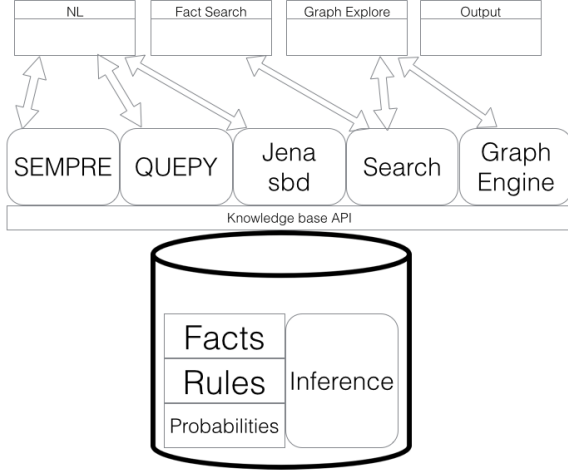 NL
Fact Search
Graph Explore
Output
SEMPRE
QUEPY
Jena
sbd
Search
Graph
Engine
Knowledge base API
Facts
Rules
Probabilities
Inference